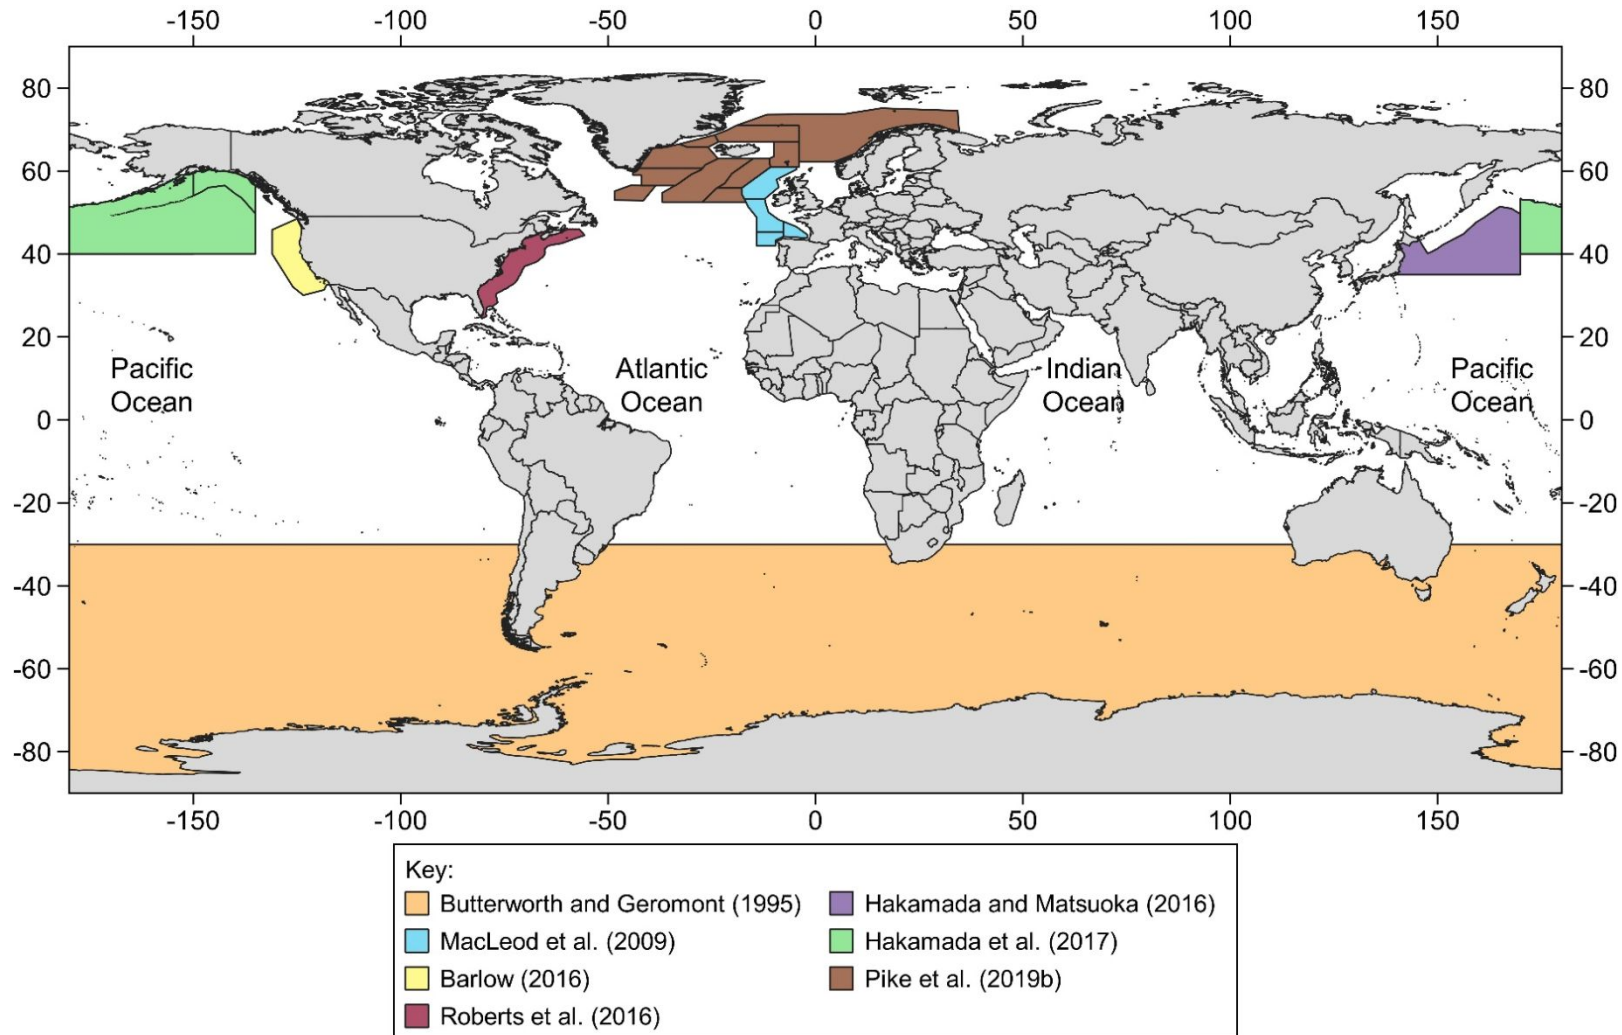 -150 -100 -50 0 50 100 150
80 80
60 60
40 40
20 20
Pacific Atlantic Indian Pacific
Ocean Ocean Ocean Ocean
0 0
-20 -20
-40 -40
-60 -60
-80 -80
-150 -100 -50 0 50 100 150
Key:
Butterworth and Geromont (1995) Hakamada and Matsuoka (2016)
MacLeod et al. (2009) Hakamada et al. (2017)
Barlow (2016) Pike et al. (2019b)
Roberts et al. (2016)